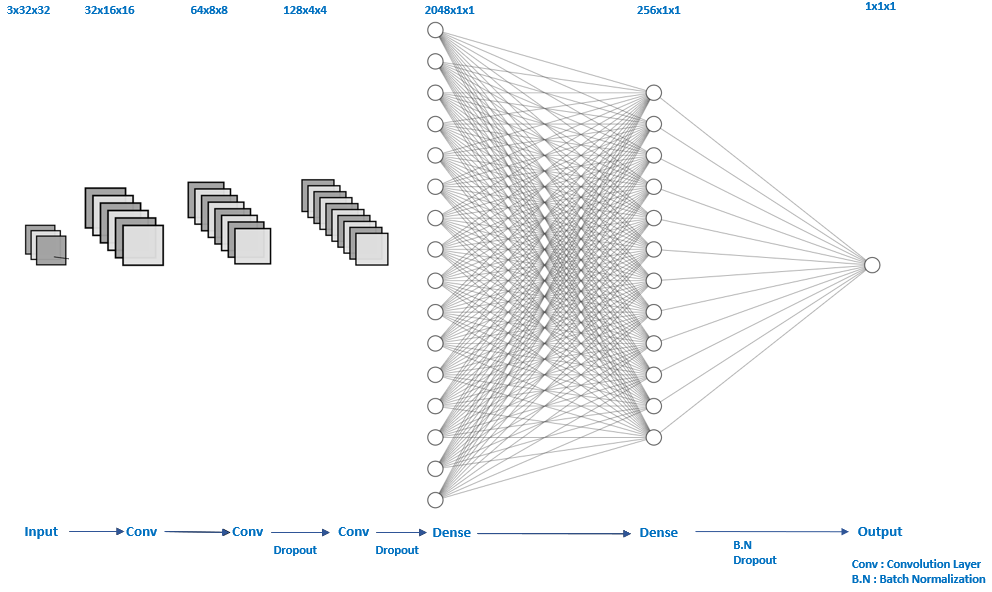 3x32x32 32x16x16 64x8x8 128x4x4 2048x1x1 256x1x1 1x1x1
Input Conv Conv Conv Dense Dense Output
Dropout Dropout B.N
Dropout
Conv : Convolution Layer
B.N : Batch Normalization